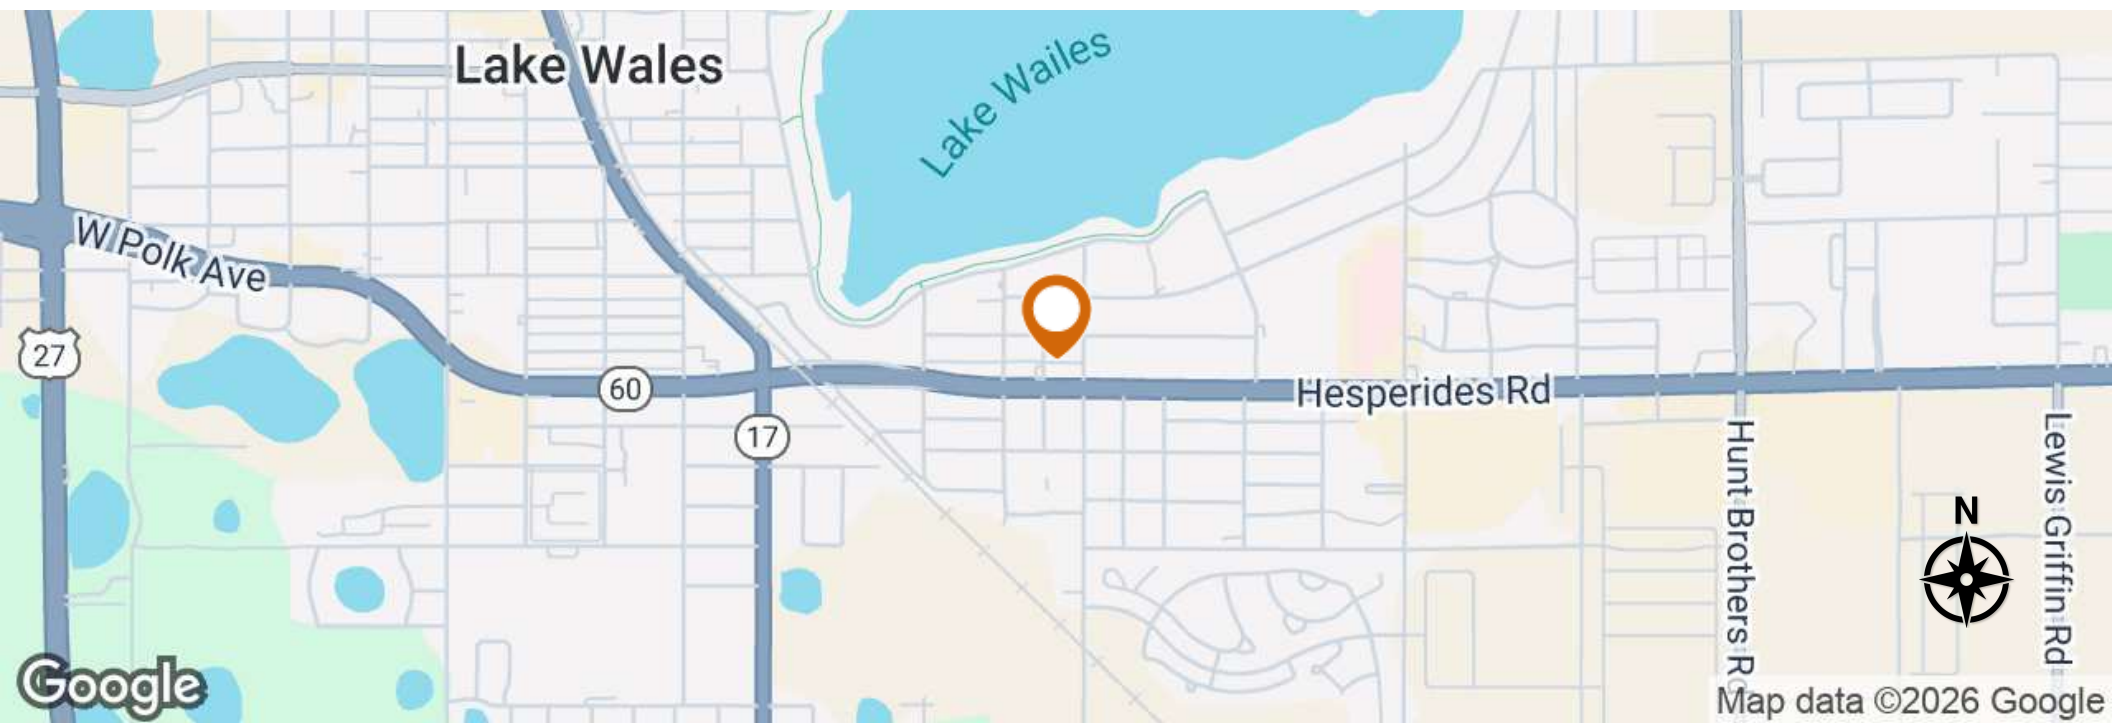 Lake Wales
Lake Wailes
W Polk Ave
27
60
17
Hesperides Rd
Hunt Brothers Rd
Lewis Griffin Rd
N
Google
Map data ©2026 Google